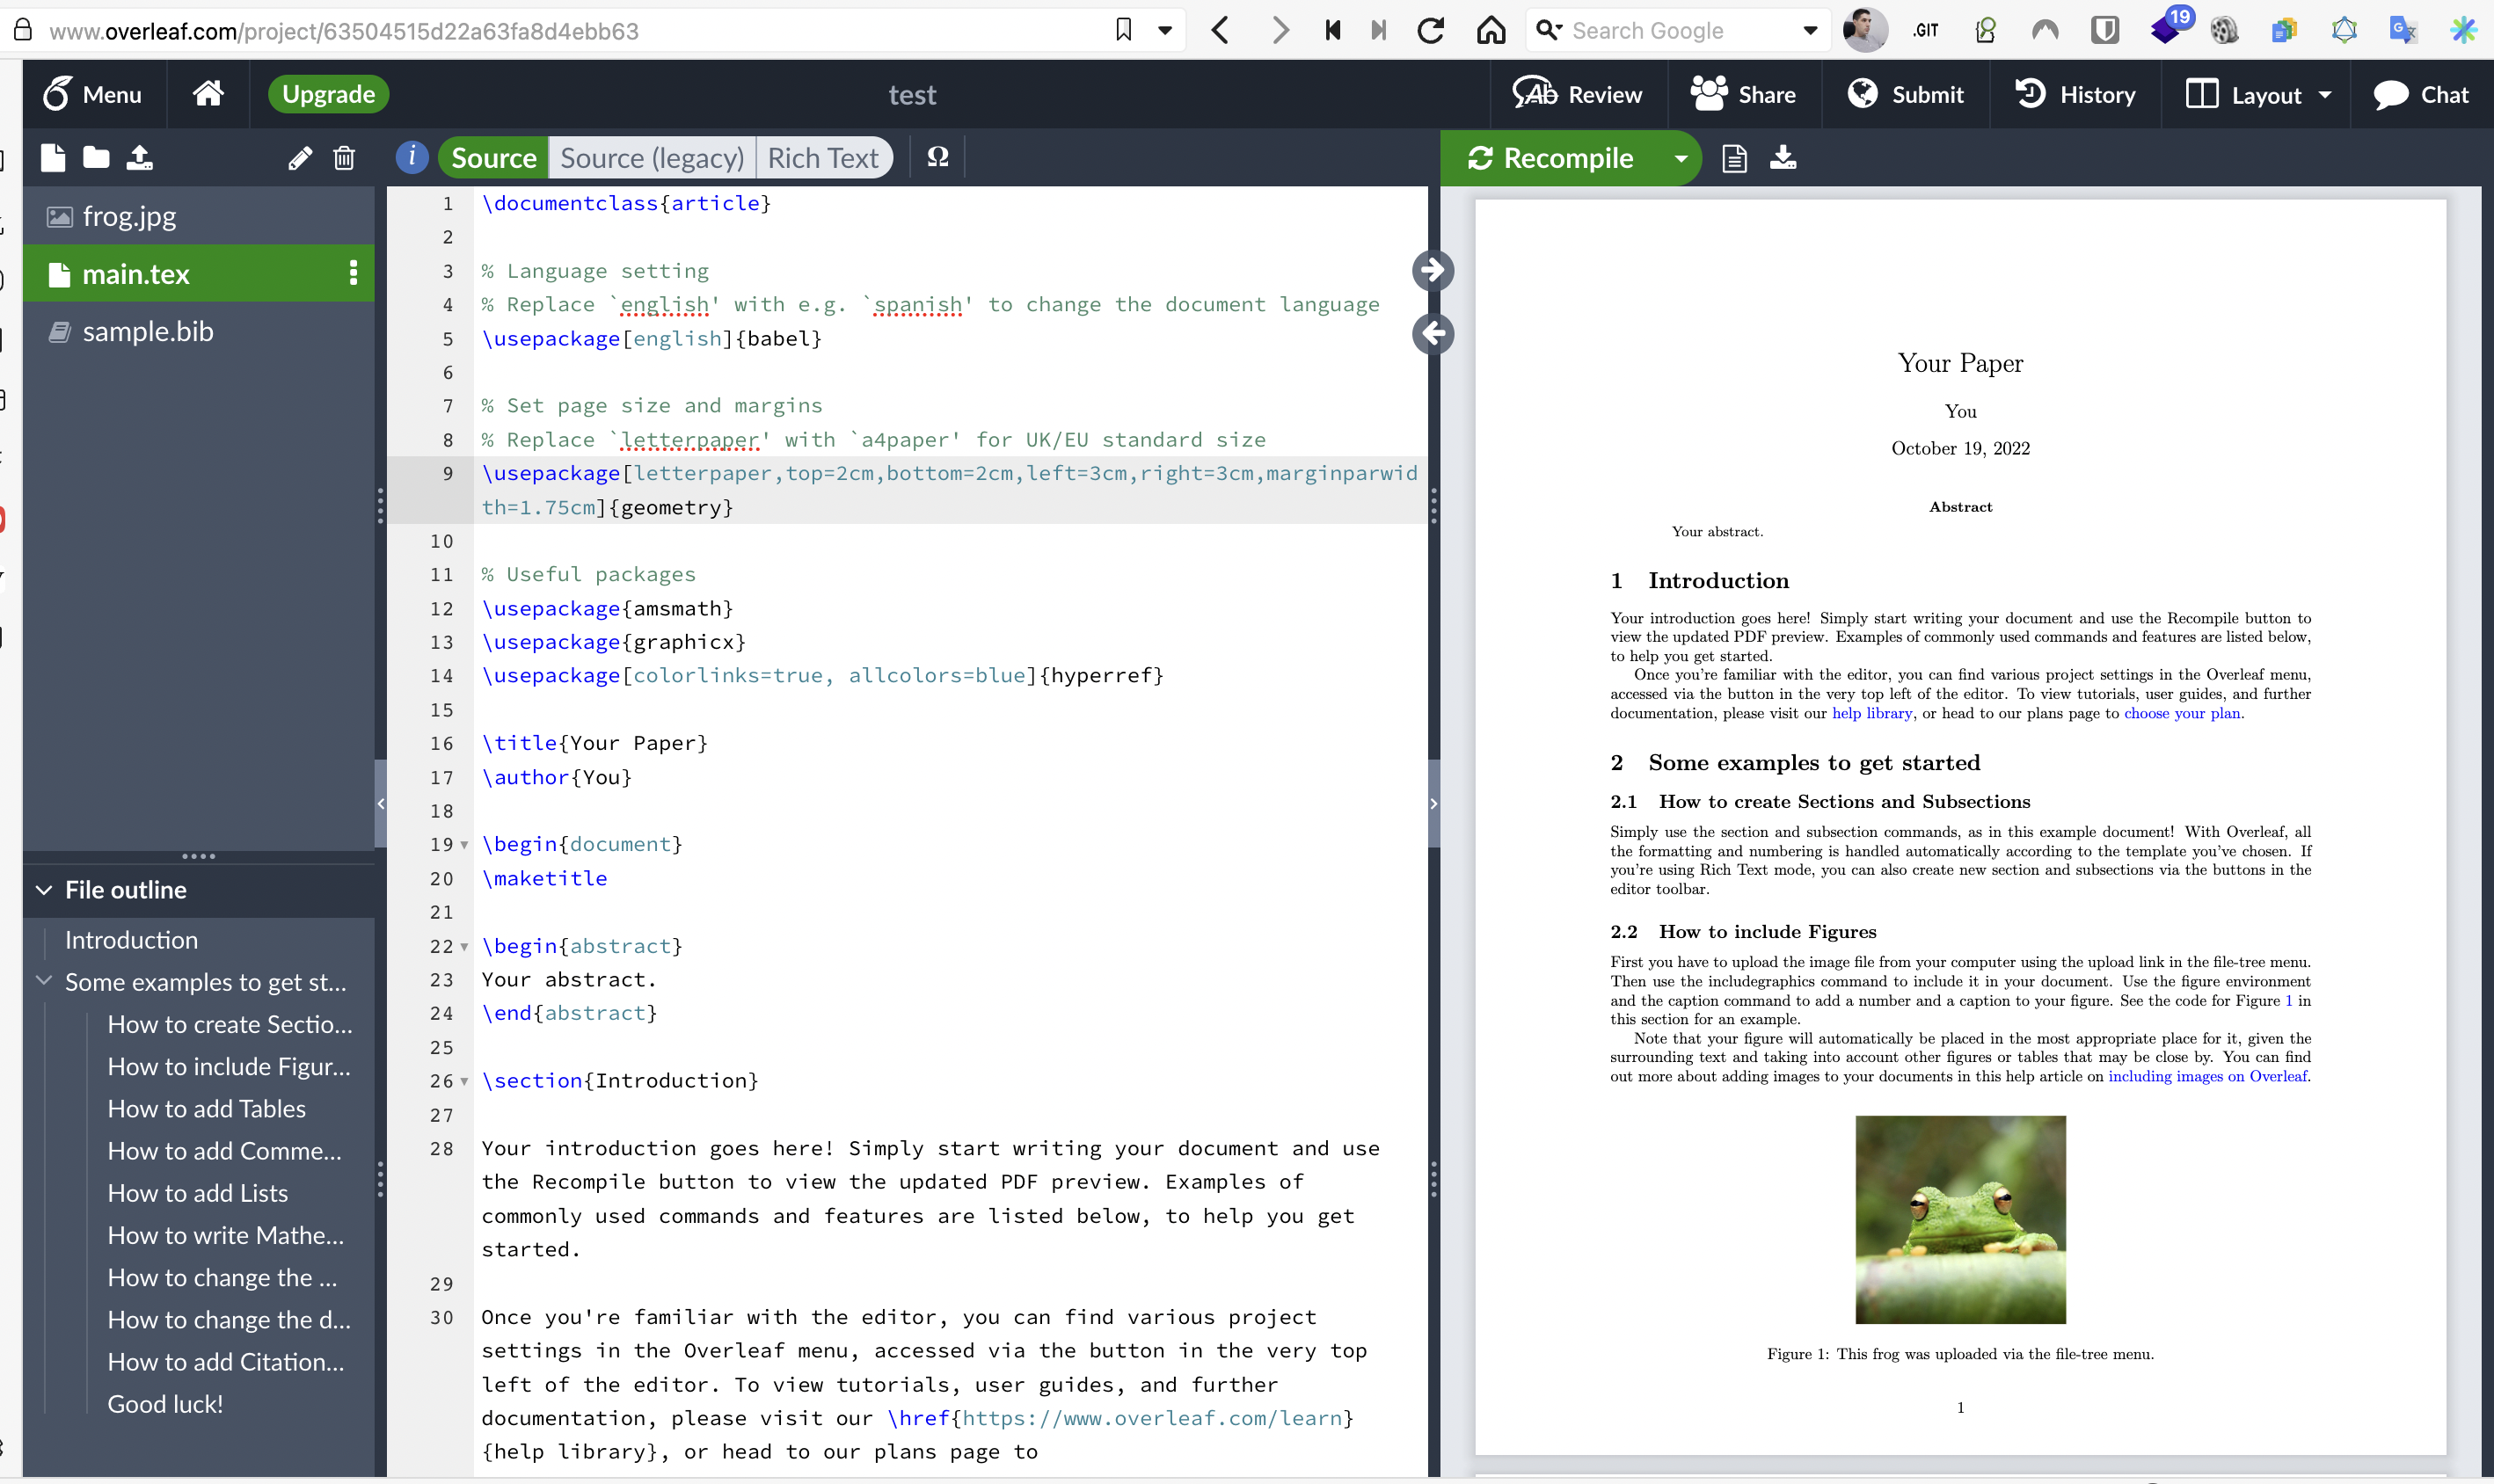 www.overleaf.com/project/63504515d22a63fa8d4ebb63
Search Google
.GIT
19
Menu
Upgrade
test
Review
Share
Submit
History
Layout
Chat
Source
Source (legacy)
Rich Text
Ω
Recompile
frog.jpg
main.tex
sample.bib
File outline
Introduction
Some examples to get st...
How to create Sectio...
How to include Figur...
How to add Tables
How to add Comme...
How to add Lists
How to write Mathe...
How to change the ...
How to change the d...
How to add Citation...
Good luck!
1 \documentclass{article}
2
3 % Language setting
4 % Replace `english' with e.g. `spanish' to change the document language
5 \usepackage[english]{babel}
6
7 % Set page size and margins
8 % Replace `letterpaper' with `a4paper' for UK/EU standard size
9 \usepackage[letterpaper,top=2cm,bottom=2cm,left=3cm,right=3cm,marginparwid
th=1.75cm]{geometry}
10
11 % Useful packages
12 \usepackage{amsmath}
13 \usepackage{graphicx}
14 \usepackage[colorlinks=true, allcolors=blue]{hyperref}
15
16 \title{Your Paper}
17 \author{You}
18
19 \begin{document}
20 \maketitle
21
22 \begin{abstract}
23 Your abstract.
24 \end{abstract}
25
26 \section{Introduction}
27
28 Your introduction goes here! Simply start writing your document and use
the Recompile button to view the updated PDF preview. Examples of
commonly used commands and features are listed below, to help you get
started.
29
30 Once you're familiar with the editor, you can find various project
settings in the Overleaf menu, accessed via the button in the very top
left of the editor. To view tutorials, user guides, and further
documentation, please visit our \href{https://www.overleaf.com/learn}
{help library}, or head to our plans page to
Your Paper
You
October 19, 2022
Abstract
Your abstract.
1 Introduction
Your introduction goes here! Simply start writing your document and use the Recompile button to
view the updated PDF preview. Examples of commonly used commands and features are listed below,
to help you get started.
Once you're familiar with the editor, you can find various project settings in the Overleaf menu,
accessed via the button in the very top left of the editor. To view tutorials, user guides, and further
documentation, please visit our help library, or head to our plans page to choose your plan.
2 Some examples to get started
2.1 How to create Sections and Subsections
Simply use the section and subsection commands, as in this example document! With Overleaf, all
the formatting and numbering is handled automatically according to the template you've chosen. If
you're using Rich Text mode, you can also create new section and subsections via the buttons in the
editor toolbar.
2.2 How to include Figures
First you have to upload the image file from your computer using the upload link in the file-tree menu.
Then use the includegraphics command to include it in your document. Use the figure environment
and the caption command to add a number and a caption to your figure. See the code for Figure 1 in
this section for an example.
Note that your figure will automatically be placed in the most appropriate place for it, given the
surrounding text and taking into account other figures or tables that may be close by. You can find
out more about adding images to your documents in this help article on including images on Overleaf.
Figure 1: This frog was uploaded via the file-tree menu.
1